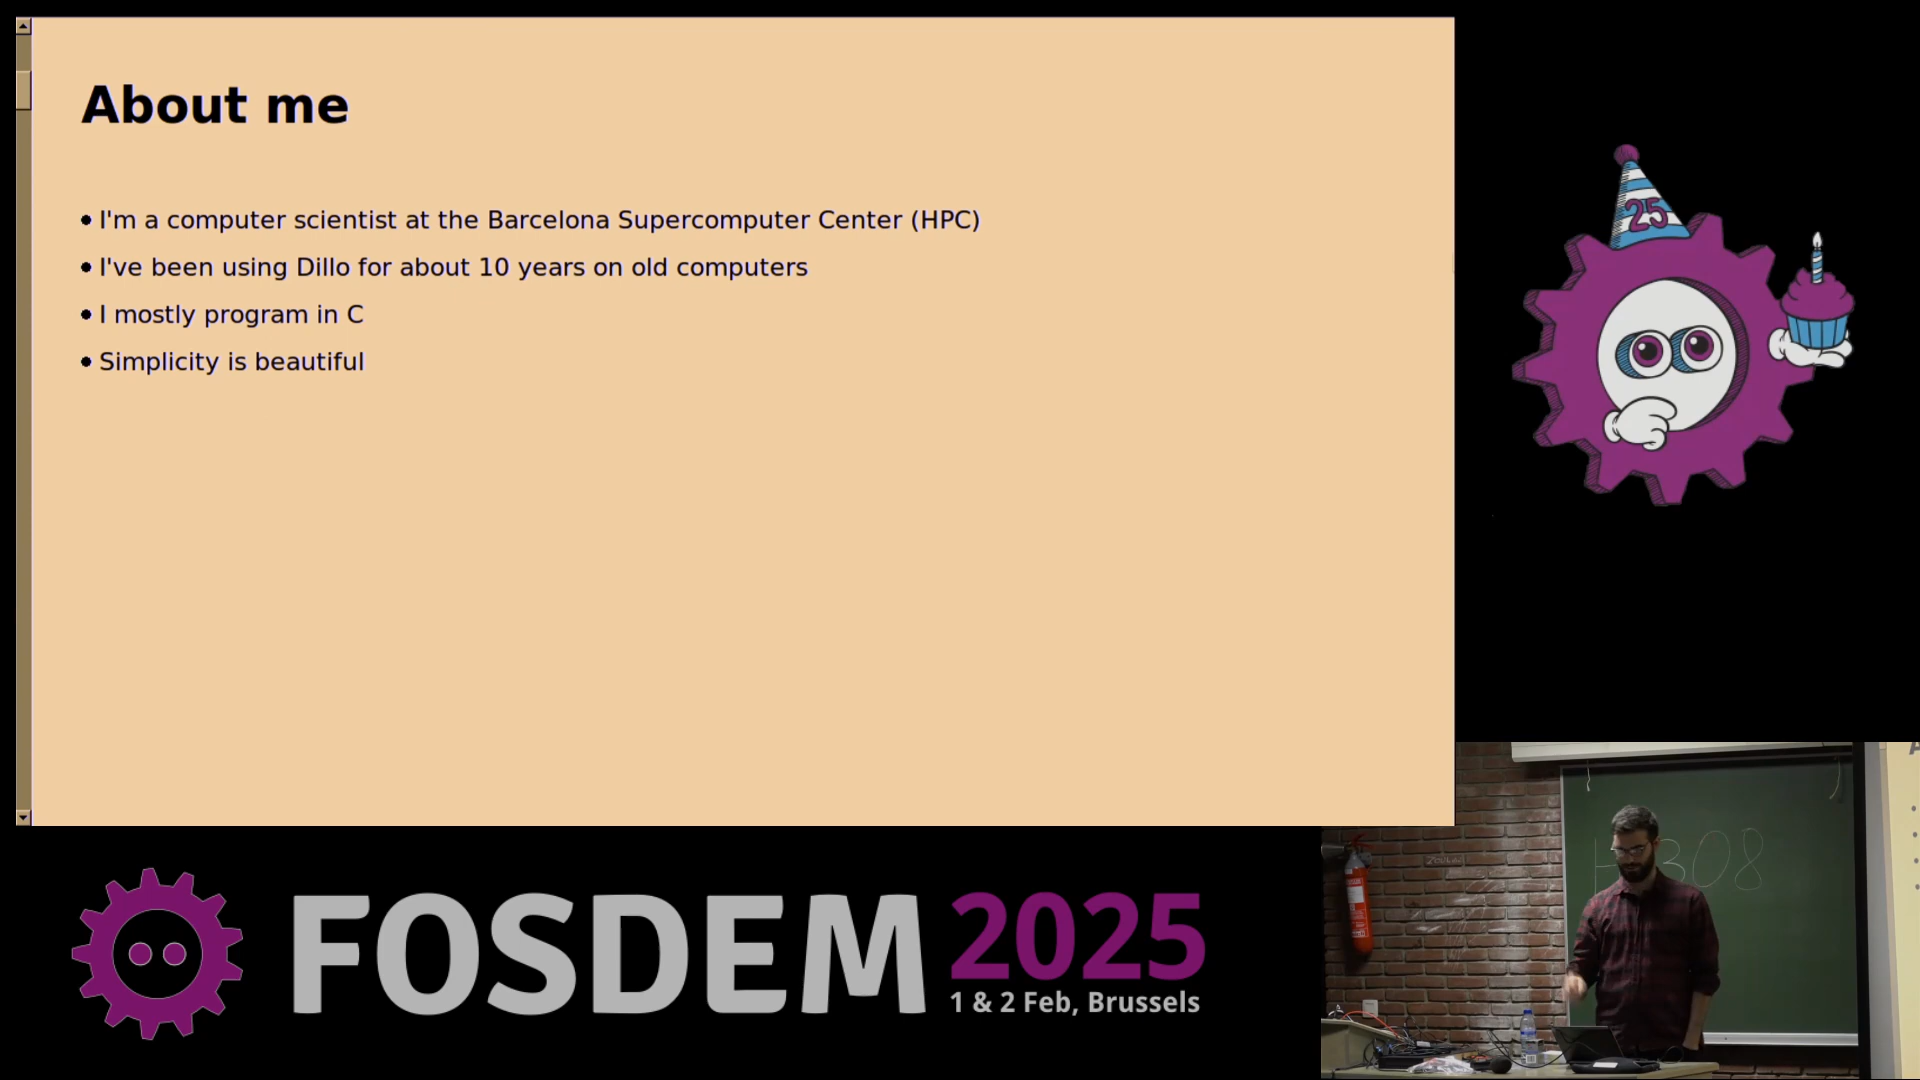 About me
I'm a computer scientist at the Barcelona Supercomputer Center (HPC)
I've been using Dillo for about 10 years on old computers
I mostly program in C
Simplicity is beautiful
25
FOSDEM 2025
1 & 2 Feb, Brussels